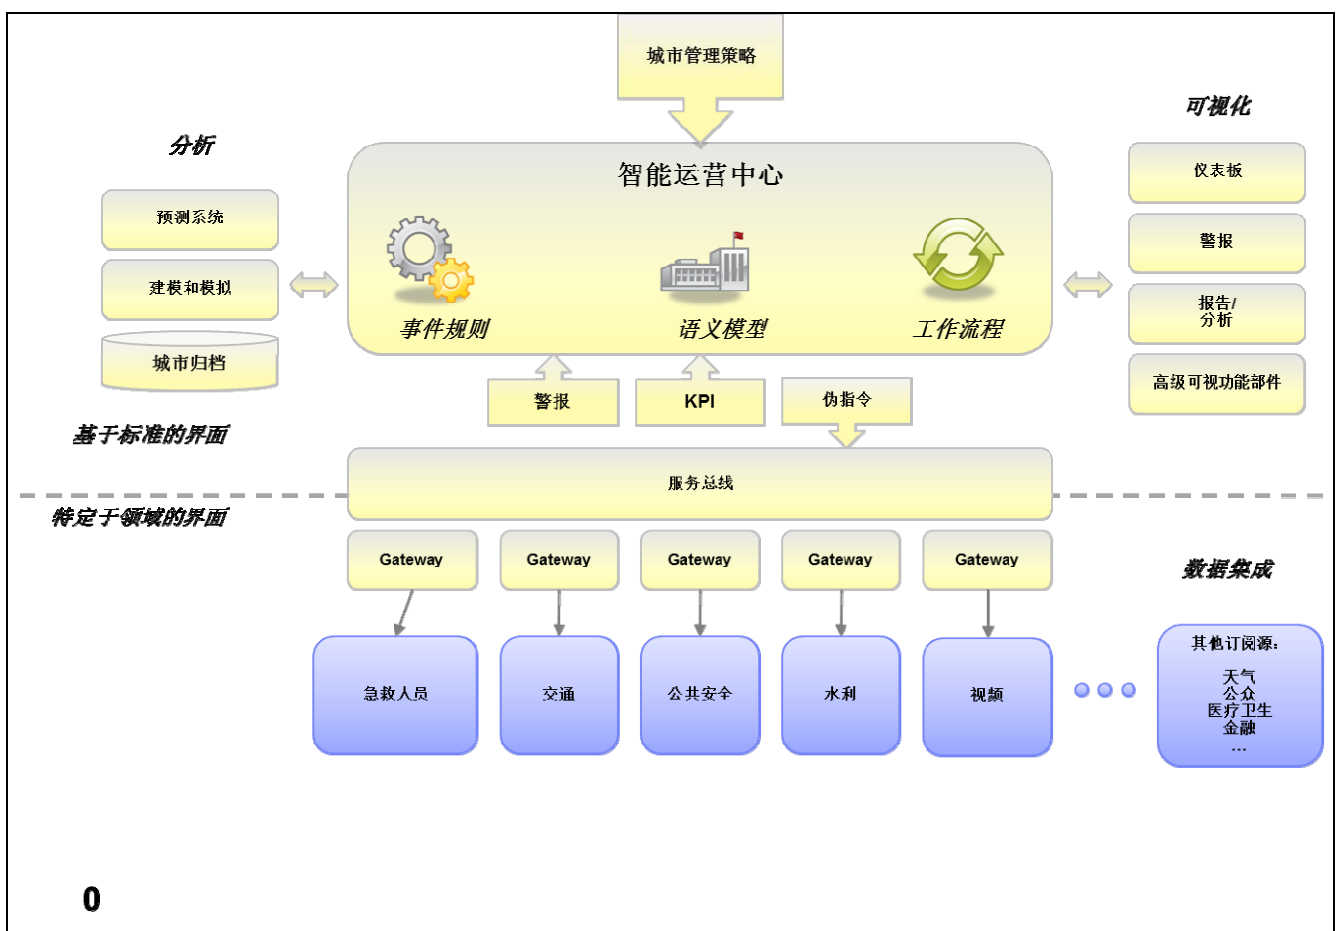 城市管理策略
分析
可视化
智能运营中心
预测系统
建模和模拟
城市归档
事件规则
语义模型
工作流程
仪表板
警报
报告/
分析
高级可视功能部件
警报
KPI
伪指令
基于标准的界面
服务总线
特定于领域的界面
Gateway
Gateway
Gateway
Gateway
Gateway
数据集成
急救人员
交通
公共安全
水利
视频
其他订阅源：
天气
公众
医疗卫生
金融
...
0